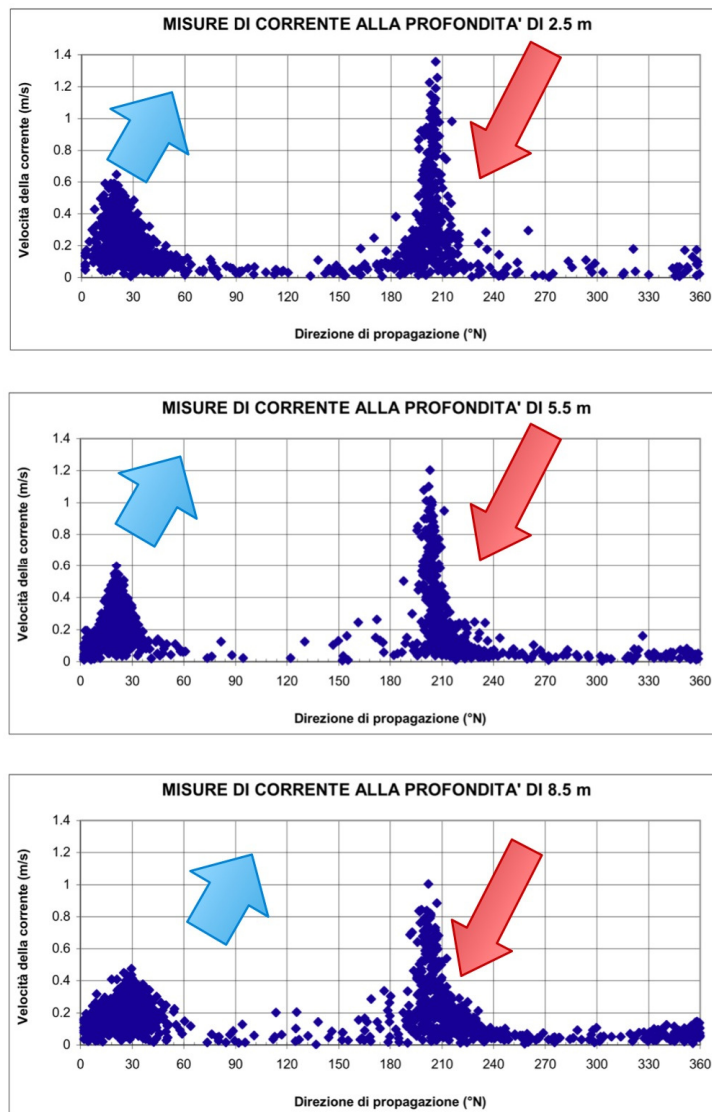 MISURE DI CORRENTE ALLA PROFONDITA' DI 2.5 m
Velocità della corrente (m/s)
1.4
1.2
1
0.8
0.6
0.4
0.2
0
0 30 60 90 120 150 180 210 240 270 300 330 360
Direzione di propagazione (°N)
MISURE DI CORRENTE ALLA PROFONDITA' DI 5.5 m
Velocità della corrente (m/s)
1.4
1.2
1
0.8
0.6
0.4
0.2
0
0 30 60 90 120 150 180 210 240 270 300 330 360
Direzione di propagazione (°N)
MISURE DI CORRENTE ALLA PROFONDITA' DI 8.5 m
Velocità della corrente (m/s)
1.4
1.2
1
0.8
0.6
0.4
0.2
0
0 30 60 90 120 150 180 210 240 270 300 330 360
Direzione di propagazione (°N)